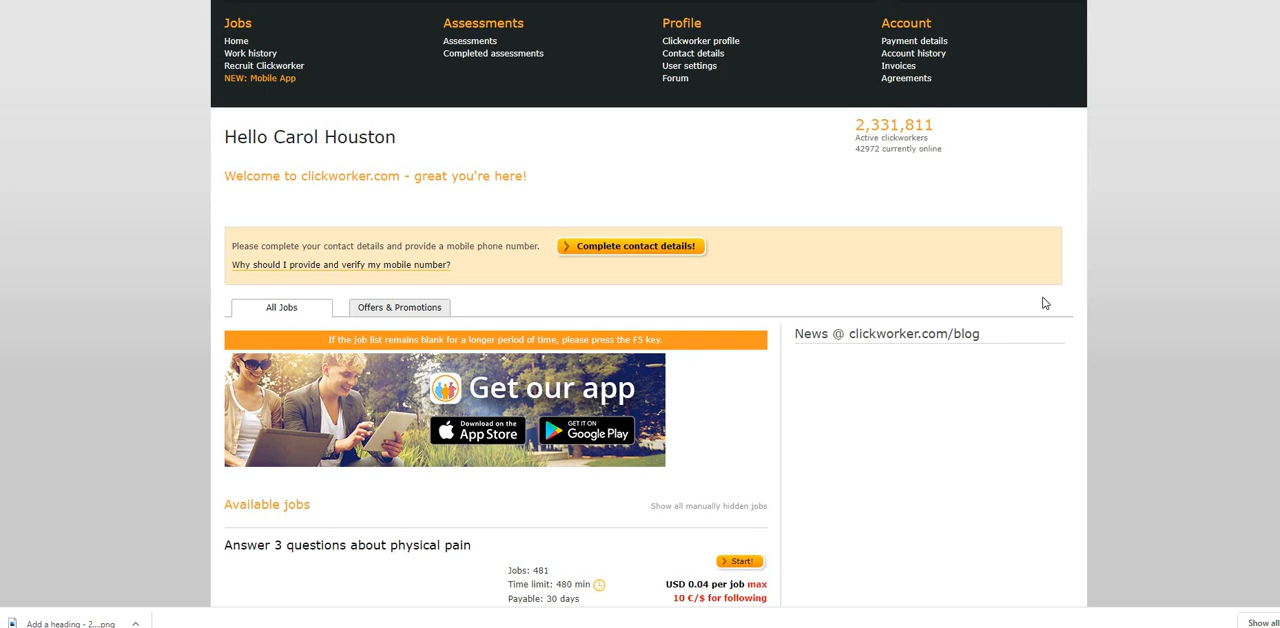 Jobs
Home
Work history
Recruit Clickworker
NEW: Mobile App
Assessments
Assessments
Completed assessments
Profile
Clickworker profile
Contact details
User settings
Forum
Account
Payment details
Account history
Invoices
Agreements
Hello Carol Houston
2,331,811
Active clickworkers
42972 currently online
Welcome to clickworker.com - great you're here!
Please complete your contact details and provide a mobile phone number.
Complete contact details!
Why should I provide and verify my mobile number?
All Jobs
Offers & Promotions
If the job list remains blank for a longer period of time, please press the F5 key.
Get our app
Download on the
App Store
GET IT ON
Google Play
News @ clickworker.com/blog
Available jobs
Show all manually hidden jobs
Answer 3 questions about physical pain
Start!
Jobs: 481
Time limit: 480 min
Payable: 30 days
USD 0.04 per job max
10 €/$ for following
Add a heading - 2....png
Show all